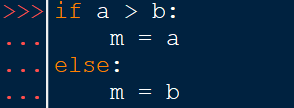 >>> if a > b:
...     m = a
... else:
...     m = b